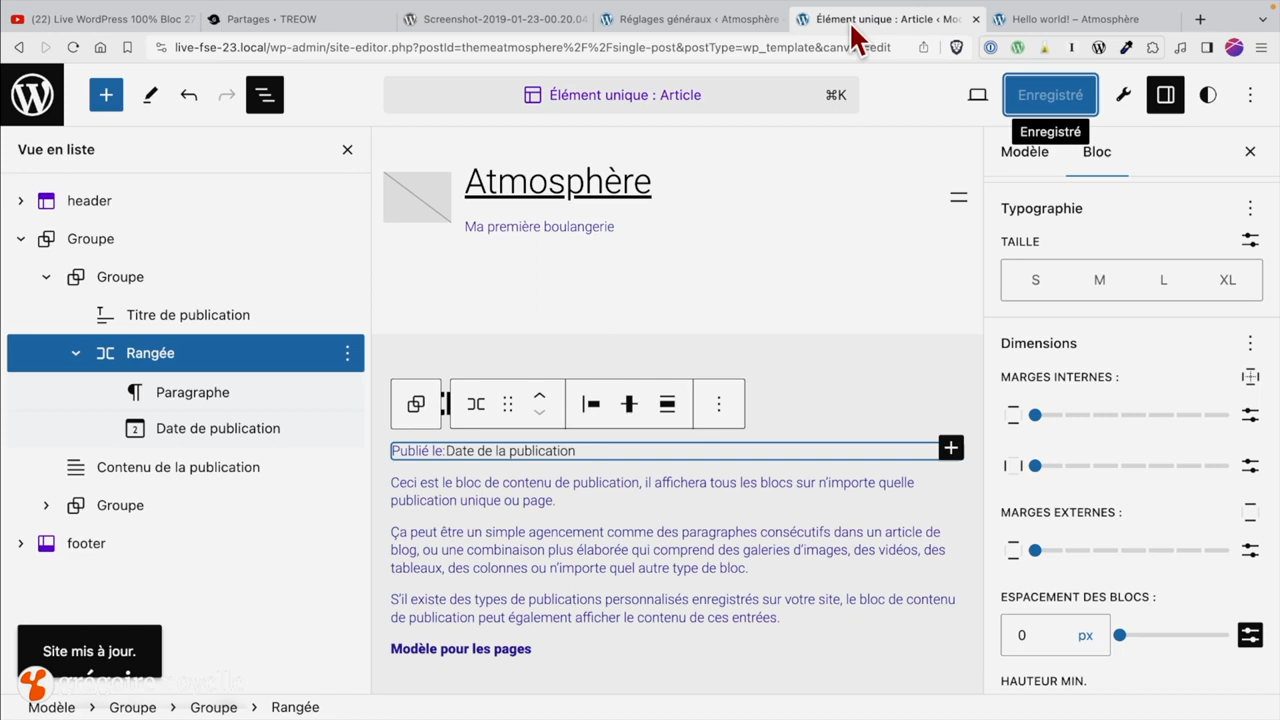 (22) Live WordPress 100% Bloc 27
Partages · TREOW
Screenshot-2019-01-23-00.20.04
Réglages généraux ‹ Atmosphère
Élément unique : Article ‹ Mod
Hello world! – Atmosphère
live-fse-23.local/wp-admin/site-editor.php?postId=themeatmosphere%2F%2Fsingle-post&postType=wp_template&canv edit
Élément unique : Article
⌘K
Enregistré
Enregistré
Vue en liste
header
Groupe
Groupe
Titre de publication
Rangée
Paragraphe
Date de publication
Contenu de la publication
Groupe
footer
Site mis à jour.
Atmosphère
Ma première boulangerie
Publié le:Date de la publication
Ceci est le bloc de contenu de publication, il affichera tous les blocs sur n'importe quelle
publication unique ou page.
Ça peut être un simple agencement comme des paragraphes consécutifs dans un article de
blog, ou une combinaison plus élaborée qui comprend des galeries d'images, des vidéos, des
tableaux, des colonnes ou n'importe quel autre type de bloc.
S'il existe des types de publications personnalisés enregistrés sur votre site, le bloc de contenu
de publication peut également afficher le contenu de ces entrées.
Modèle pour les pages
Modèle
Bloc
Typographie
TAILLE
S M L XL
Dimensions
MARGES INTERNES :
MARGES EXTERNES :
ESPACEMENT DES BLOCS :
0 px
HAUTEUR MIN.
Modèle > Groupe > Groupe > Rangée